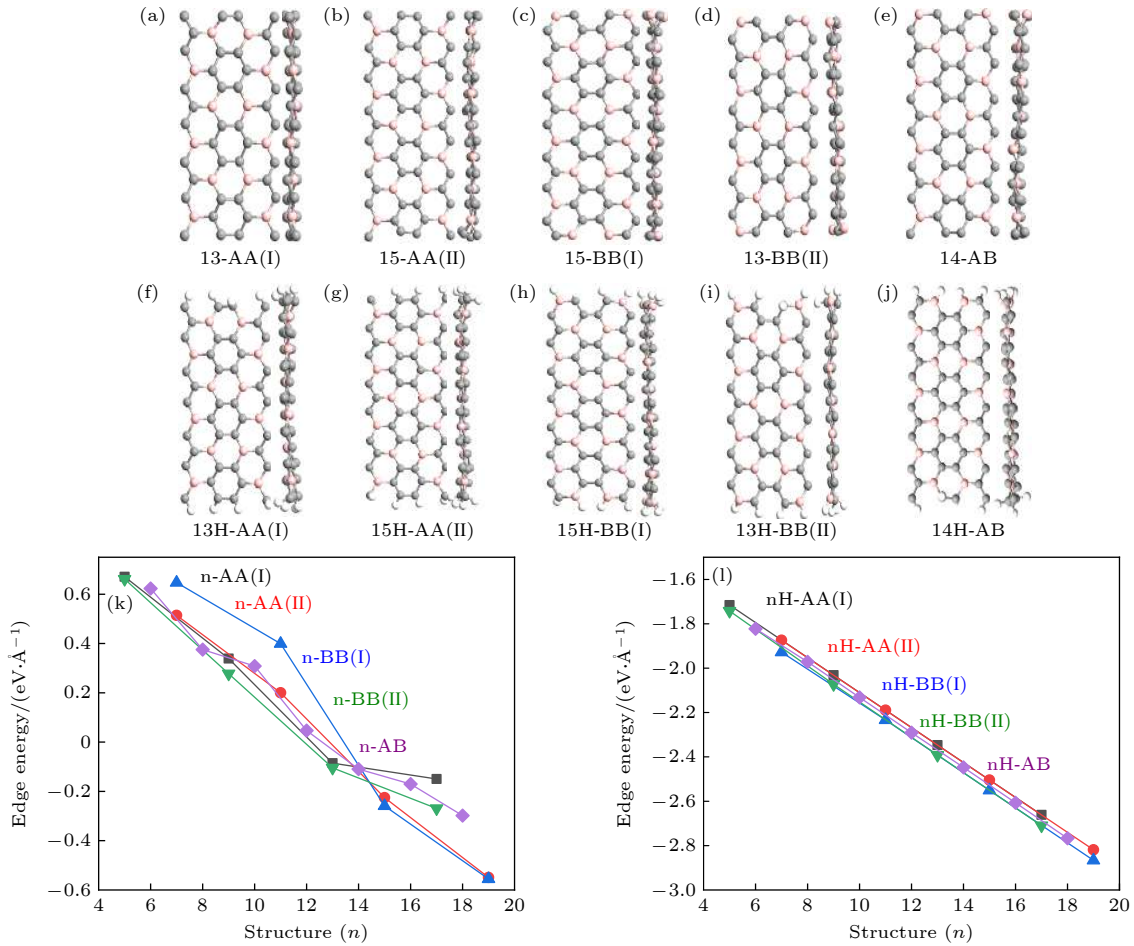 (a) (b) (c) (d) (e)
13-AA(I) 15-AA(II) 15-BB(I) 13-BB(II) 14-AB
(f) (g) (h) (i) (j)
13H-AA(I) 15H-AA(II) 15H-BB(I) 13H-BB(II) 14H-AB
(k)
n-AA(I)
n-AA(II)
n-BB(I)
n-BB(II)
n-AB
Edge energy/(eV·Å⁻¹)
0.6
0.4
0.2
0
−0.2
−0.4
−0.6
4 6 8 10 12 14 16 18 20
Structure (n)
(l)
nH-AA(I)
nH-AA(II)
nH-BB(I)
nH-BB(II)
nH-AB
Edge energy/(eV·Å⁻¹)
−1.6
−1.8
−2.0
−2.2
−2.4
−2.6
−2.8
−3.0
4 6 8 10 12 14 16 18 20
Structure (n)